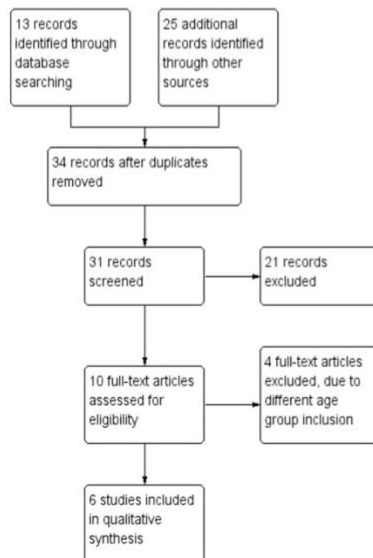 13 records
identified through
database
searching
25 additional
records identified
through other
sources
34 records after duplicates
removed
31 records
screened
21 records
excluded
10 full-text articles
assessed for
eligibility
4 full-text articles
excluded, due to
different age
group inclusion
6 studies included
in qualitative
synthesis